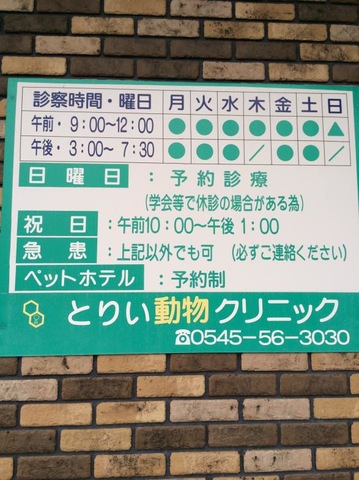 診察時間・曜日 月 火 水 木 金 土 日
午前・9:00〜12:00 ● ● ● ● ● ● ▲
午後・3:00〜7:30 ● ● ● / ● ● /
日曜日 : 予約診療
(学会等で休診の場合がある為)
祝日 : 午前10:00〜午後1:00
急患 : 上記以外でも可 (必ずご連絡ください)
ペットホテル : 予約制
とりい動物クリニック
☎0545-56-3030